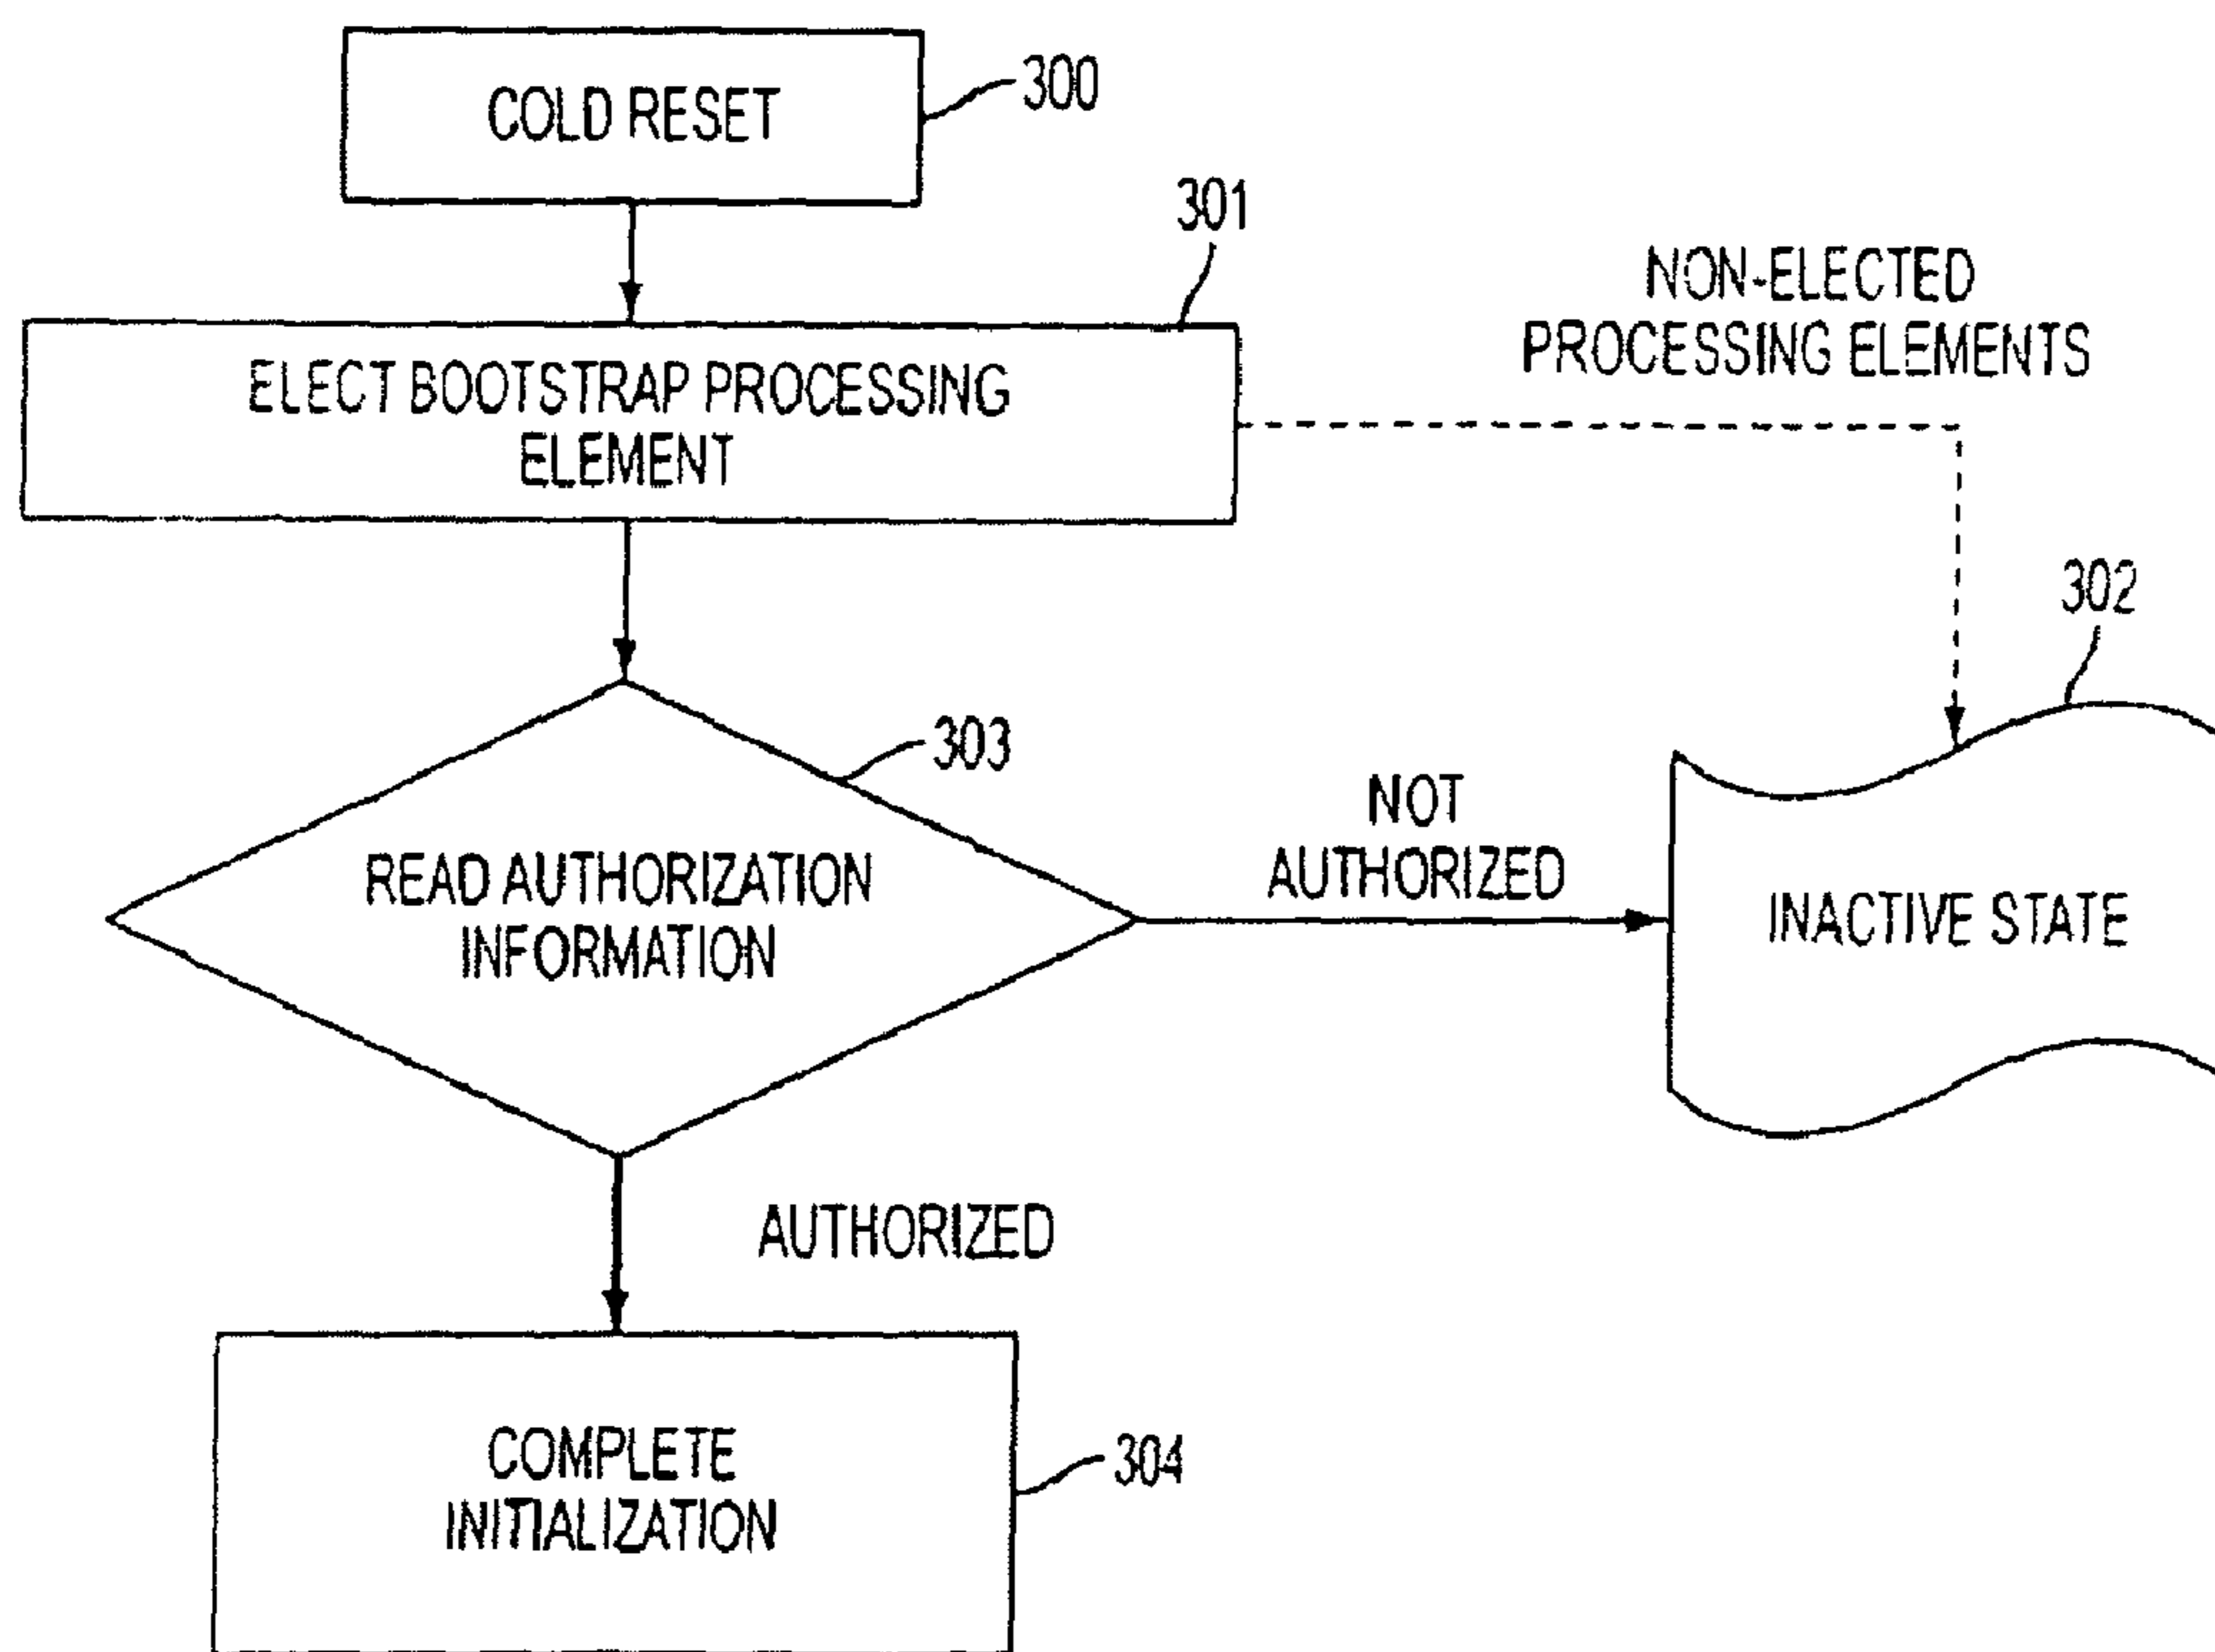 COLD RESET
300
301
ELECT BOOTSTRAP PROCESSING
ELEMENT
NON-ELECTED
PROCESSING ELEMENTS
302
303
READ AUTHORIZATION
INFORMATION
NOT
AUTHORIZED
INACTIVE STATE
AUTHORIZED
COMPLETE
INITIALIZATION
304